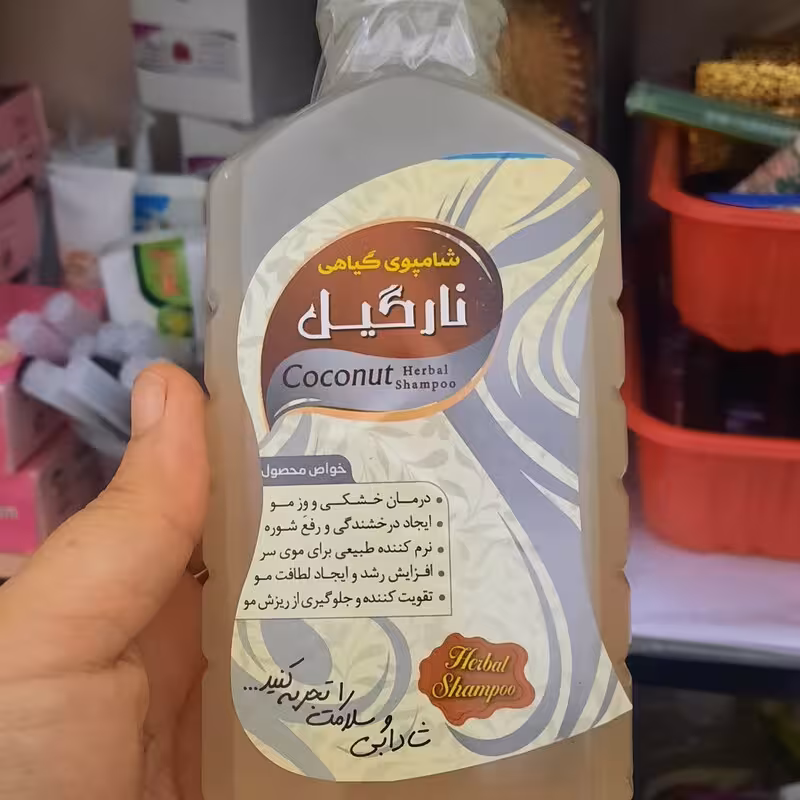 شامپوی گیاهی
نارگیل
Coconut Herbal Shampoo
خواص محصول
• درمان خشکی و وز مو
• ایجاد درخشندگی و رفع شوره
• نرم کننده طبیعی برای موی سر
• افزایش رشد و ایجاد لطافت مو
• تقویت کننده و جلوگیری از ریزش مو
Herbal
Shampoo
شادابی و سلامت را تجربه کنید...